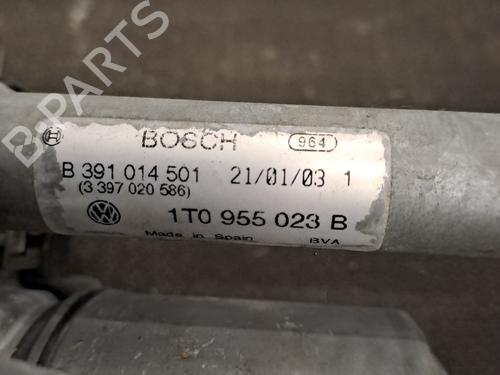 B-PARTS
BOSCH 964
B 391 014 501 21/01/03 1
(3 397 020 586)
1T0 955 023 B
Made in Spain BVA